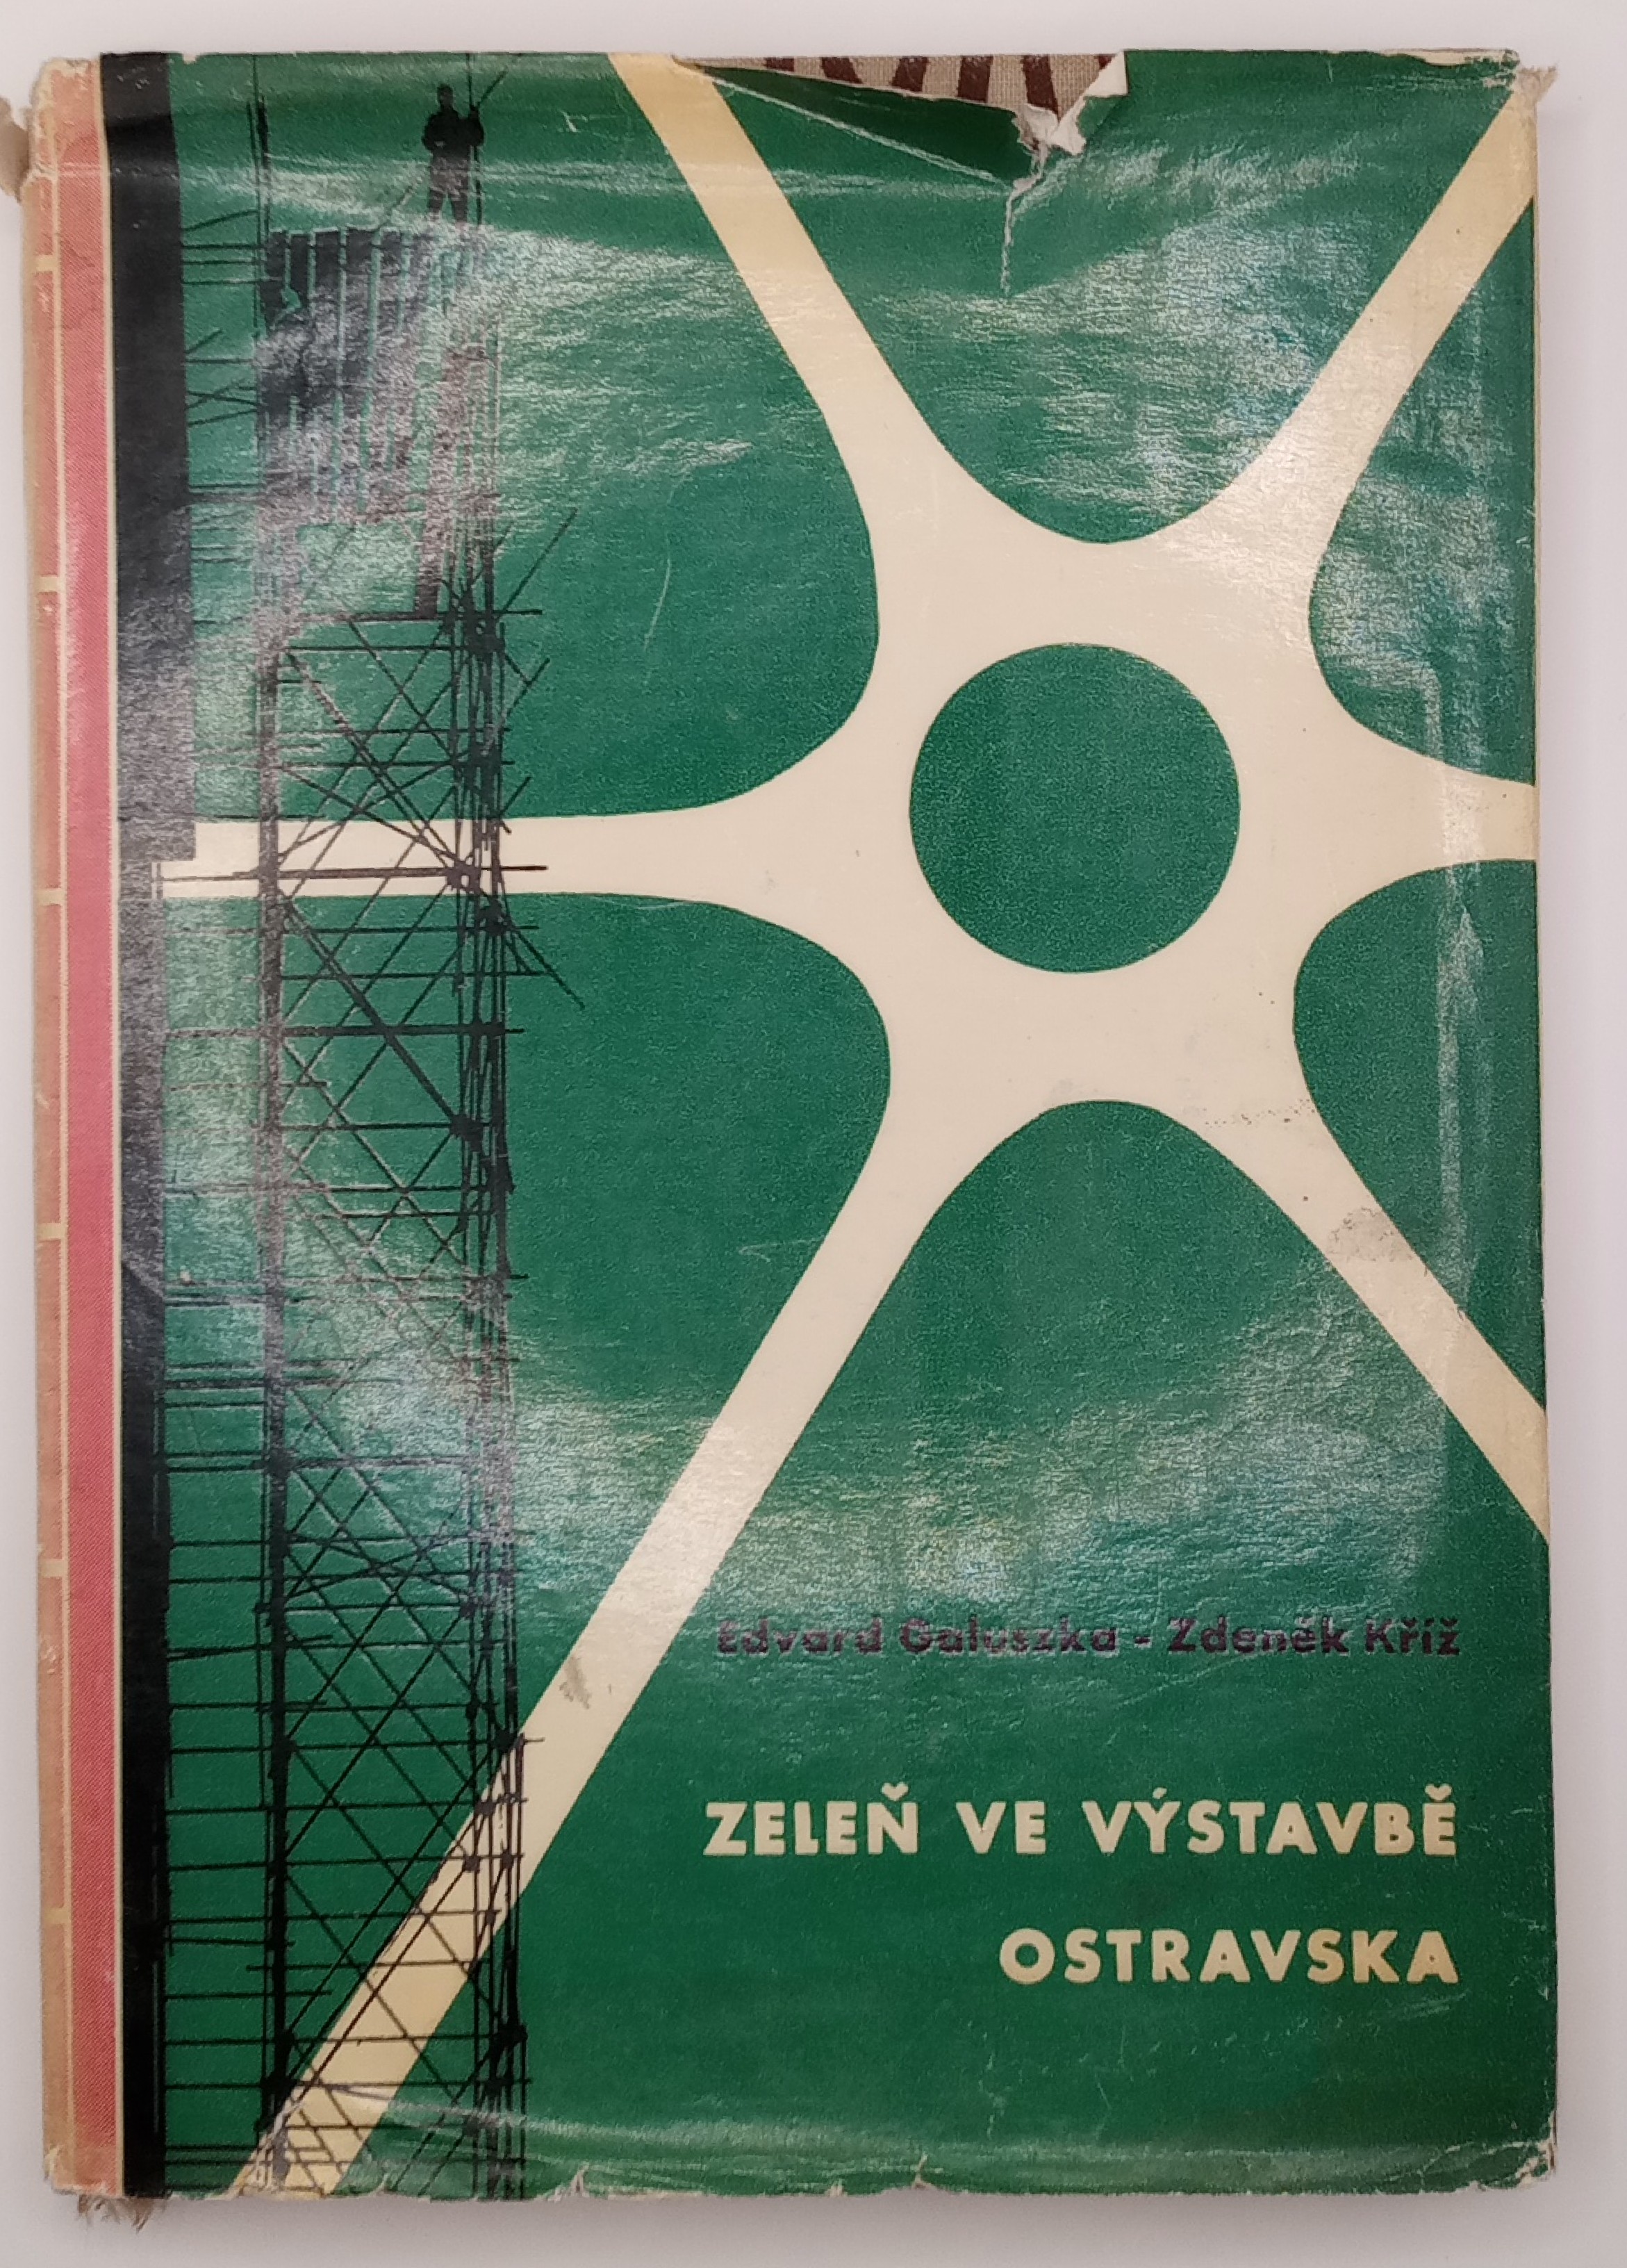 Edvard Galuszka - Zdeněk Kříž
ZELEŇ VE VÝSTAVBĚ
OSTRAVSKA